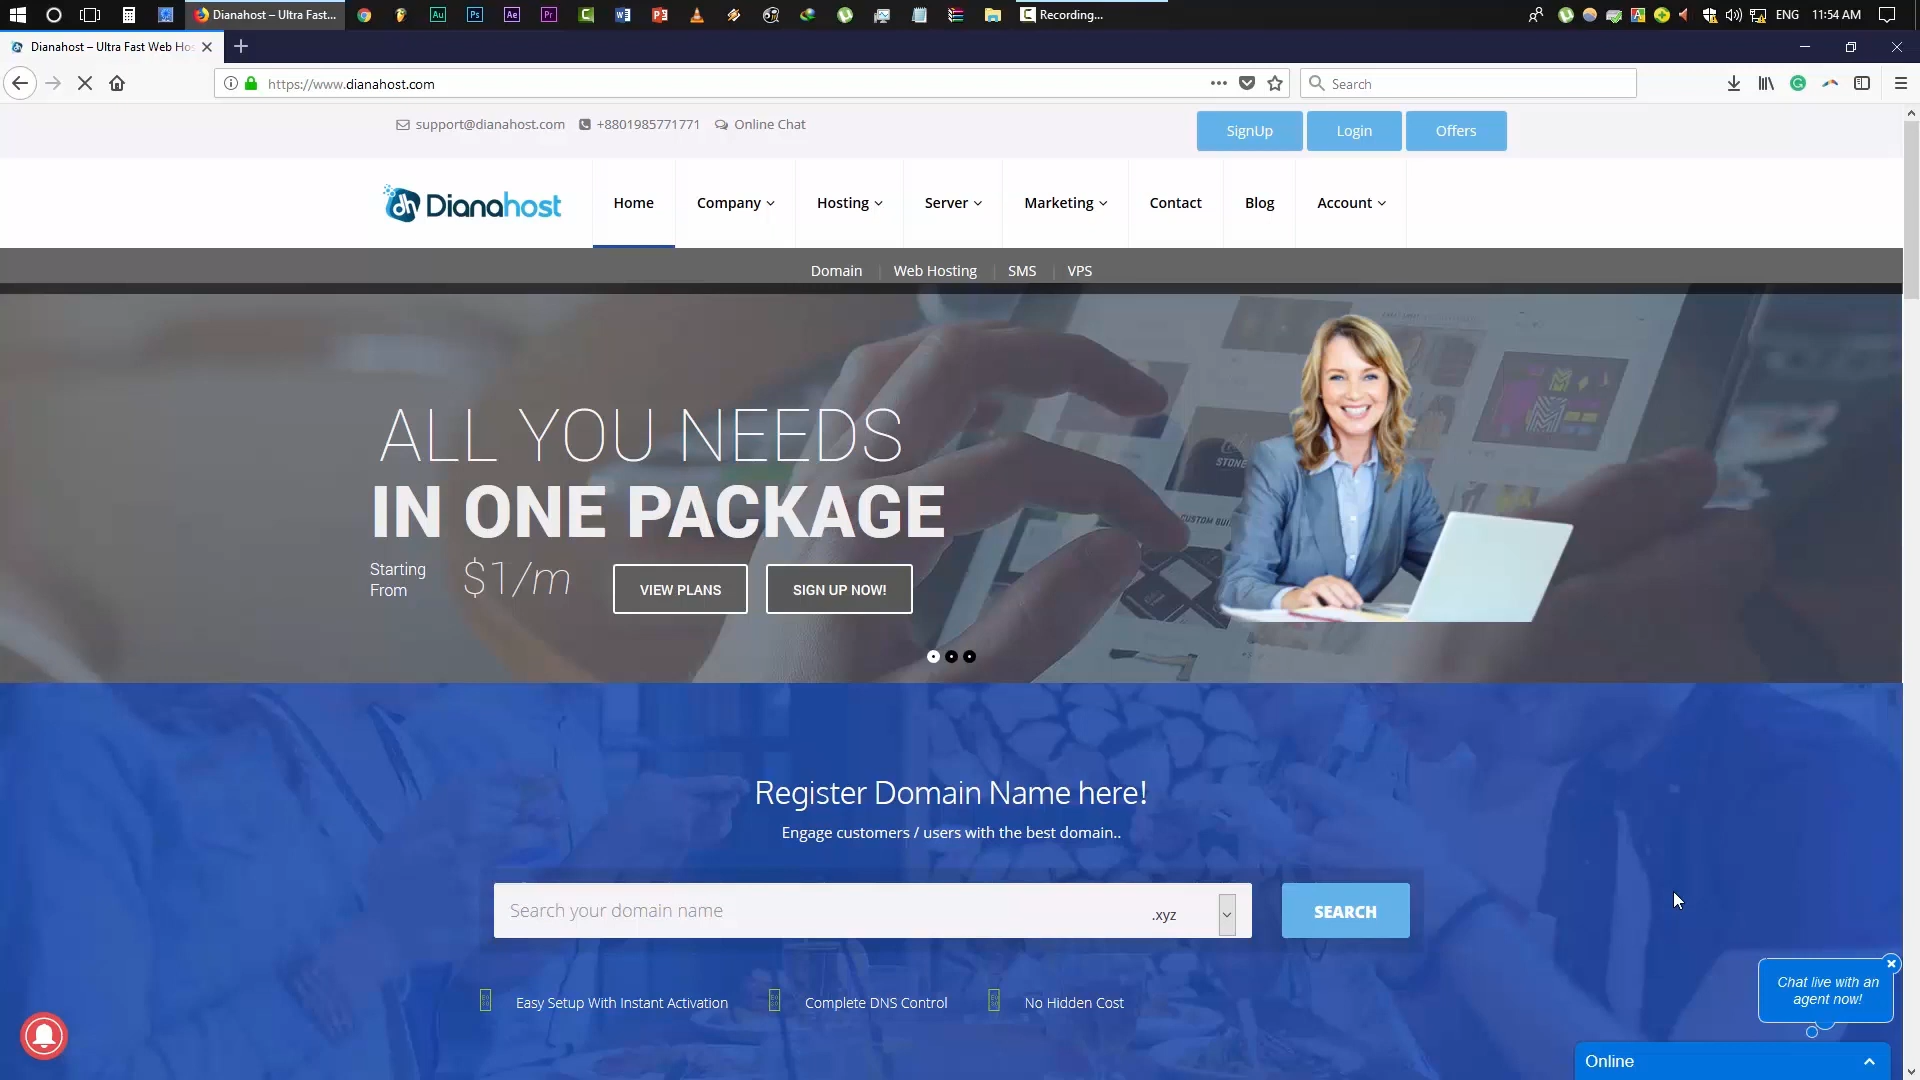 Dianahost – Ultra Fast...
Recording...
ENG
11:54 AM
Dianahost – Ultra Fast Web Hos
https://www.dianahost.com
Search
support@dianahost.com
+8801985771771
Online Chat
SignUp
Login
Offers
dh Dianahost
Home
Company
Hosting
Server
Marketing
Contact
Blog
Account
Domain
Web Hosting
SMS
VPS
ALL YOU NEEDS
IN ONE PACKAGE
Starting
From
$1/m
VIEW PLANS
SIGN UP NOW!
STONE
Register Domain Name here!
Engage customers / users with the best domain..
Search your domain name
.xyz
SEARCH
Easy Setup With Instant Activation
Complete DNS Control
No Hidden Cost
Chat live with an
agent now!
Online